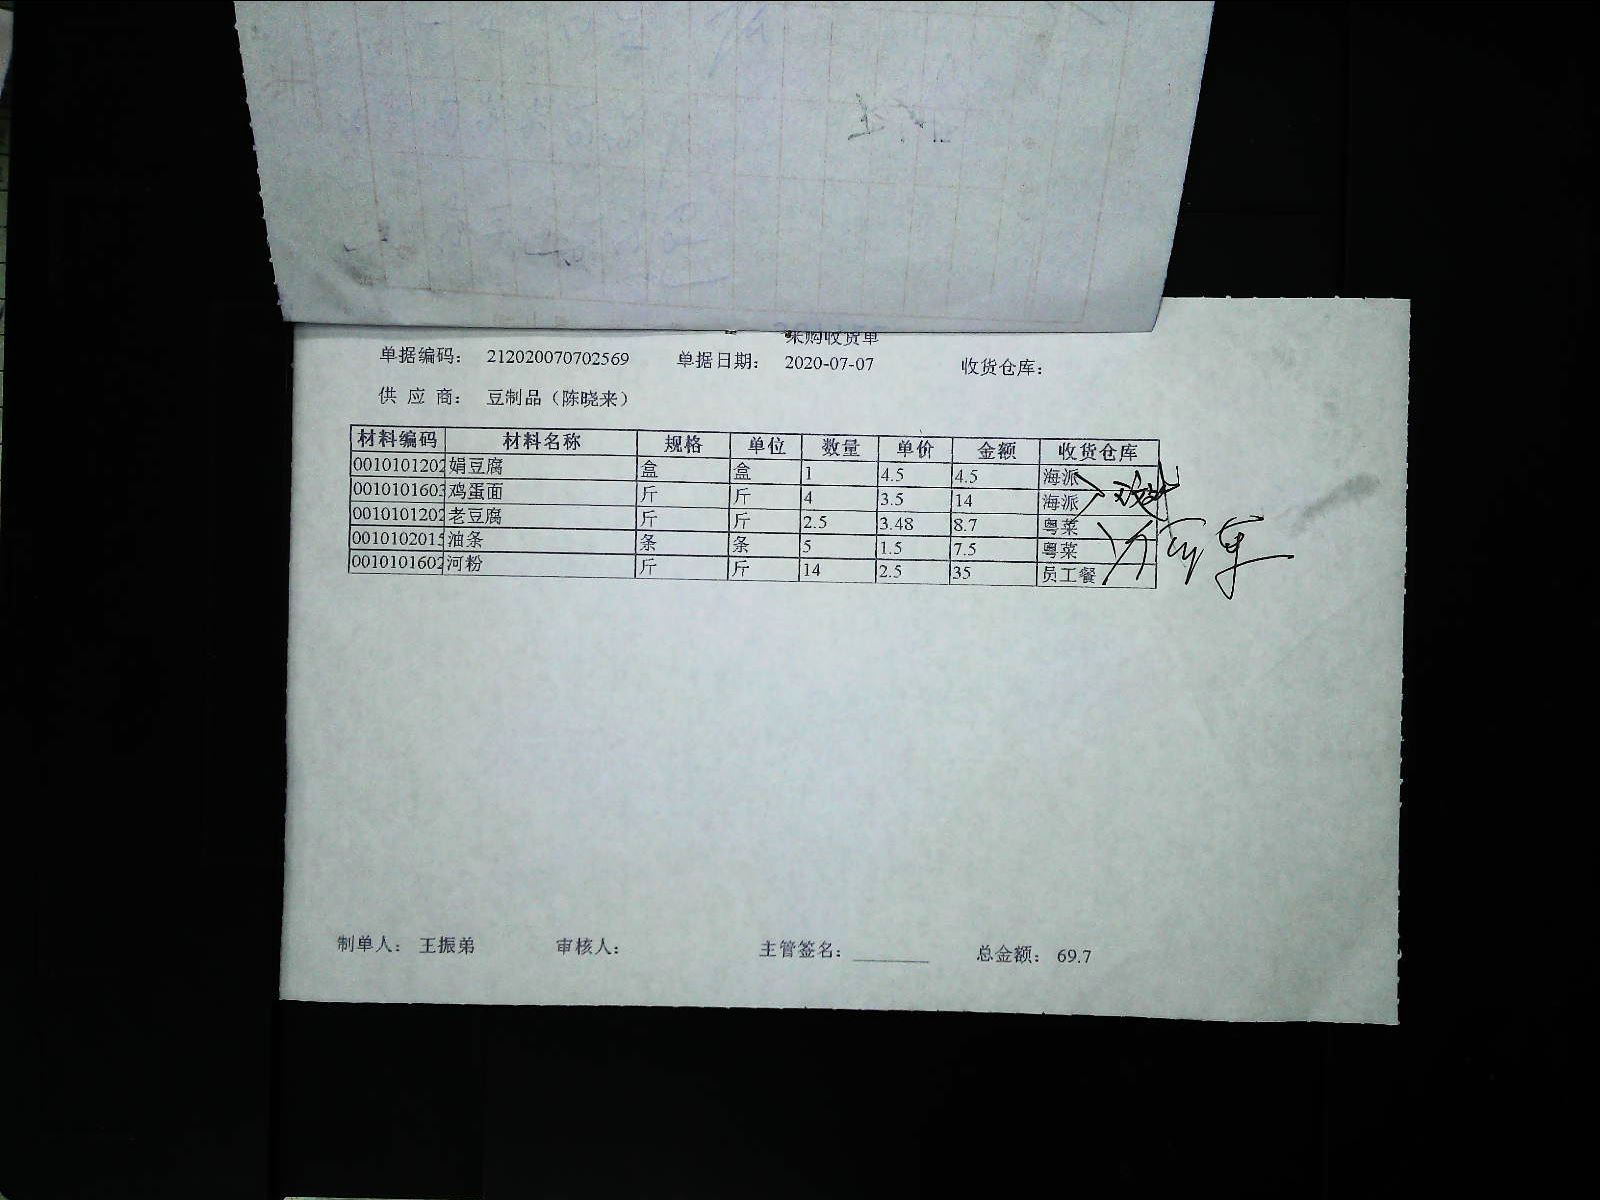 采购收货单
单据编码： 212020070702569 单据日期： 2020-07-07 收货仓库：
供 应 商： 豆制品（陈晓来）
材料编码 材料名称 规格 单位 数量 单价 金额 收货仓库
0010101202 娟豆腐 盒 盒 1 4.5 4.5 海派
0010101603 鸡蛋面 斤 斤 4 3.5 14 海派
0010101202 老豆腐 斤 斤 2.5 3.48 8.7 粤菜
0010102015 油条 条 条 5 1.5 7.5 粤菜
0010101602 河粉 斤 斤 14 2.5 35 员工餐
制单人： 王振弟 审核人： 主管签名： 总金额： 69.7